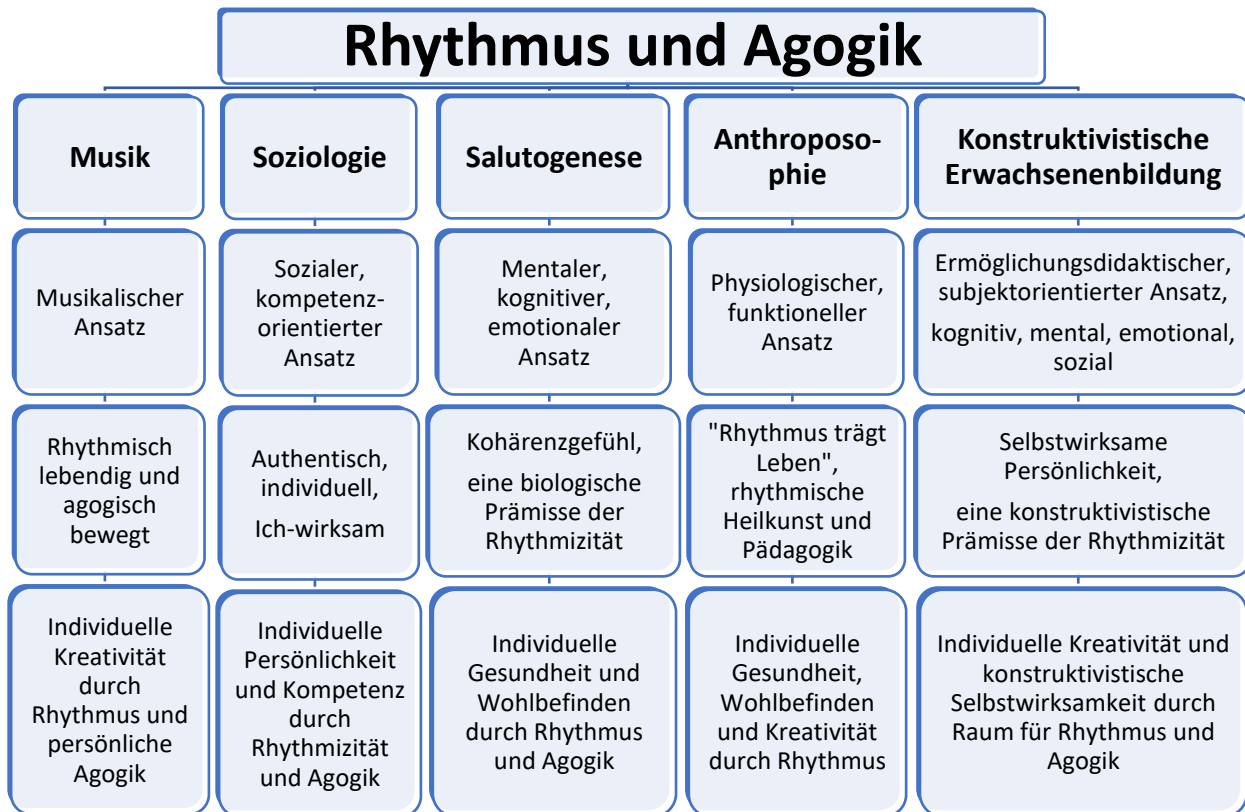 Rhythmus und Agogik
Musik
Musikalischer
Ansatz
Rhythmisch
lebendig und
agogisch
bewegt
Individuelle
Kreativität
durch
Rhythmus und
persönliche
Agogik
Soziologie
Sozialer,
kompetenz-
orientierter
Ansatz
Authentisch,
individuell,
Ich-wirksam
Individuelle
Persönlichkeit
und Kompetenz
durch
Rhythmizität
und Agogik
Salutogenese
Mentaler,
kognitiver,
emotionaler
Ansatz
Kohärenzgefühl,
eine biologische
Prämisse der
Rhythmizität
Individuelle
Gesundheit und
Wohlbefinden
durch Rhythmus
und Agogik
Anthroposo-
phie
Physiologischer,
funktioneller
Ansatz
"Rhythmus trägt
Leben",
rhythmische
Heilkunst und
Pädagogik
Individuelle
Gesundheit,
Wohlbefinden
und Kreativität
durch Rhythmus
Konstruktivistische
Erwachsenenbildung
Ermöglichungsdidaktischer,
subjektorientierter Ansatz,
kognitiv, mental, emotional,
sozial
Selbstwirksame
Persönlichkeit,
eine konstruktivistische
Prämisse der Rhythmizität
Individuelle Kreativität und
konstruktivistische
Selbstwirksamkeit durch
Raum für Rhythmus und
Agogik